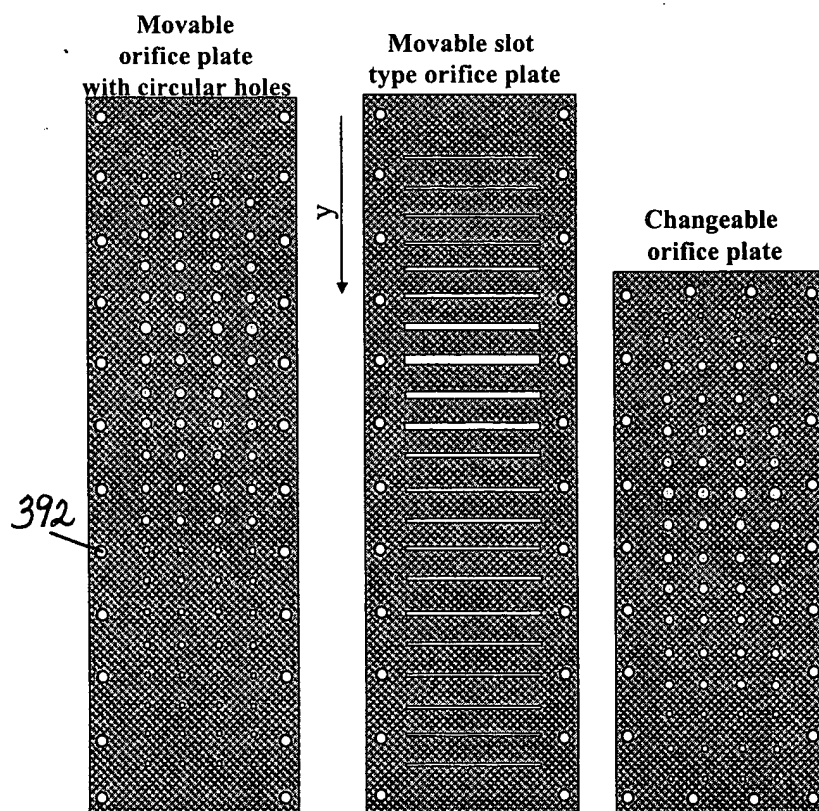 Movable
orifice plate
with circular holes
Movable slot
type orifice plate
y
Changeable
orifice plate
392